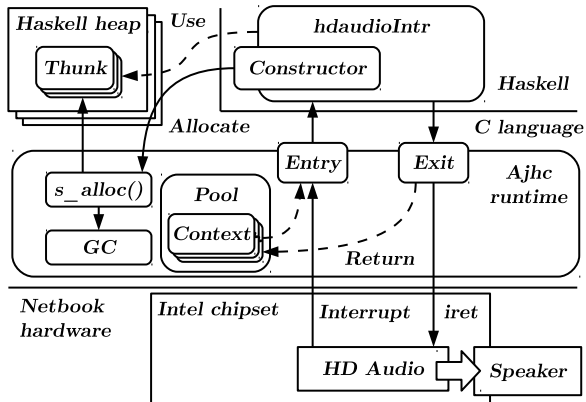 Haskell heap
Use
hdaudioIntr
Thunk
Constructor
Haskell
Allocate
C language
Entry
Exit
Ajhc
runtime
s_alloc()
Pool
GC
Context
Return
Netbook
hardware
Intel chipset
Interrupt
iret
HD Audio
Speaker